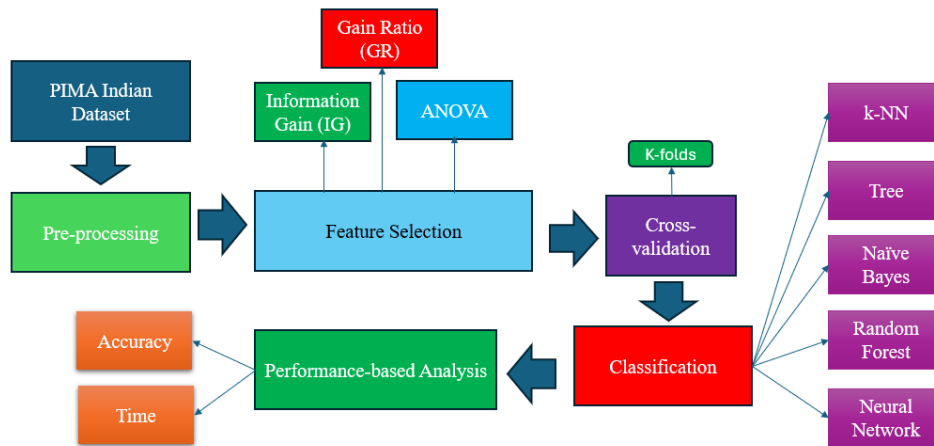 Gain Ratio
(GR)
PIMA Indian
Dataset
Information
Gain (IG)
ANOVA
k-NN
K-folds
Tree
Pre-processing
Feature Selection
Cross-
validation
Naïve
Bayes
Accuracy
Performance-based Analysis
Classification
Random
Forest
Time
Neural
Network